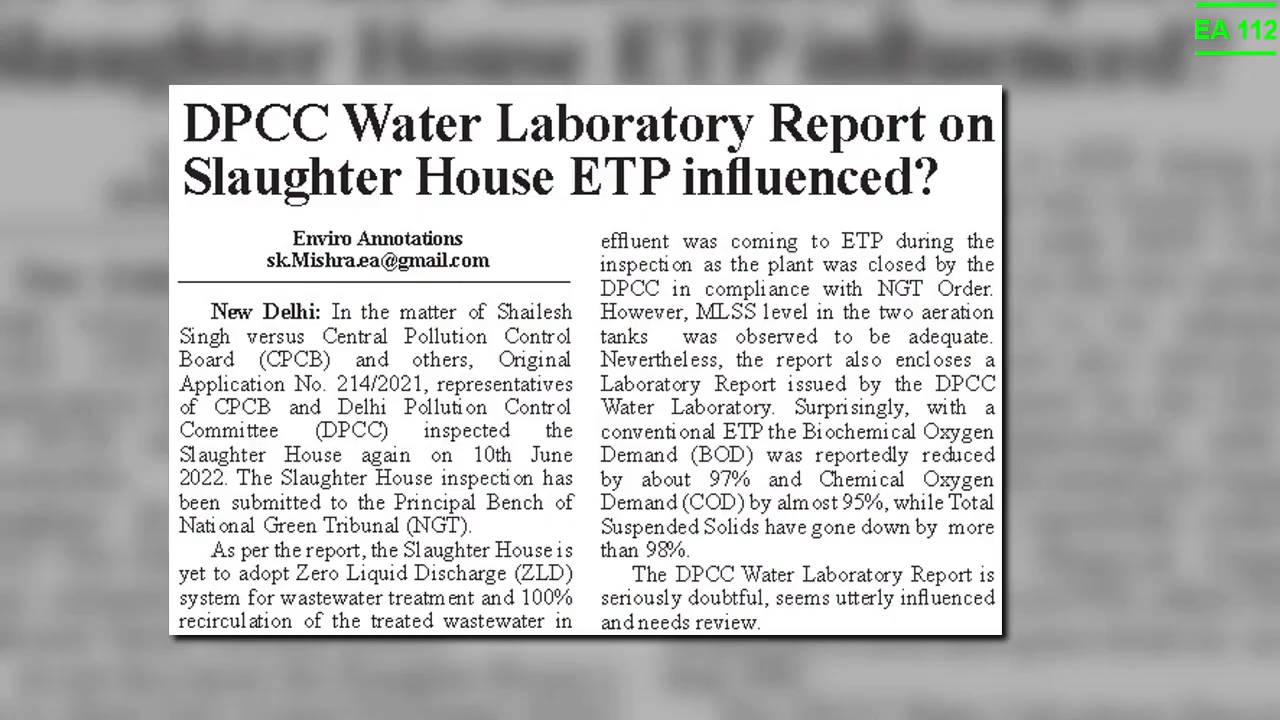 EA 112
DPCC Water Laboratory Report on
Slaughter House ETP influenced?
Enviro Annotations
sk.Mishra.ea@gmail.com
New Delhi: In the matter of Shailesh
Singh versus Central Pollution Control
Board (CPCB) and others, Original
Application No. 214/2021, representatives
of CPCB and Delhi Pollution Control
Committee (DPCC) inspected the
Slaughter House again on 10th June
2022. The Slaughter House inspection has
been submitted to the Principal Bench of
National Green Tribunal (NGT).
As per the report, the Slaughter House is
yet to adopt Zero Liquid Discharge (ZLD)
system for wastewater treatment and 100%
recirculation of the treated wastewater in
effluent was coming to ETP during the
inspection as the plant was closed by the
DPCC in compliance with NGT Order.
However, MLSS level in the two aeration
tanks was observed to be adequate.
Nevertheless, the report also encloses a
Laboratory Report issued by the DPCC
Water Laboratory. Surprisingly, with a
conventional ETP the Biochemical Oxygen
Demand (BOD) was reportedly reduced
by about 97% and Chemical Oxygen
Demand (COD) by almost 95%, while Total
Suspended Solids have gone down by more
than 98%.
The DPCC Water Laboratory Report is
seriously doubtful, seems utterly influenced
and needs review.